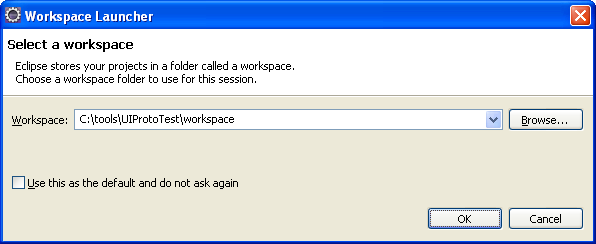 Workspace Launcher
Select a workspace
Eclipse stores your projects in a folder called a workspace.
Choose a workspace folder to use for this session.
Workspace: C:\tools\UIProtoTest\workspace Browse...
Use this as the default and do not ask again
OK Cancel